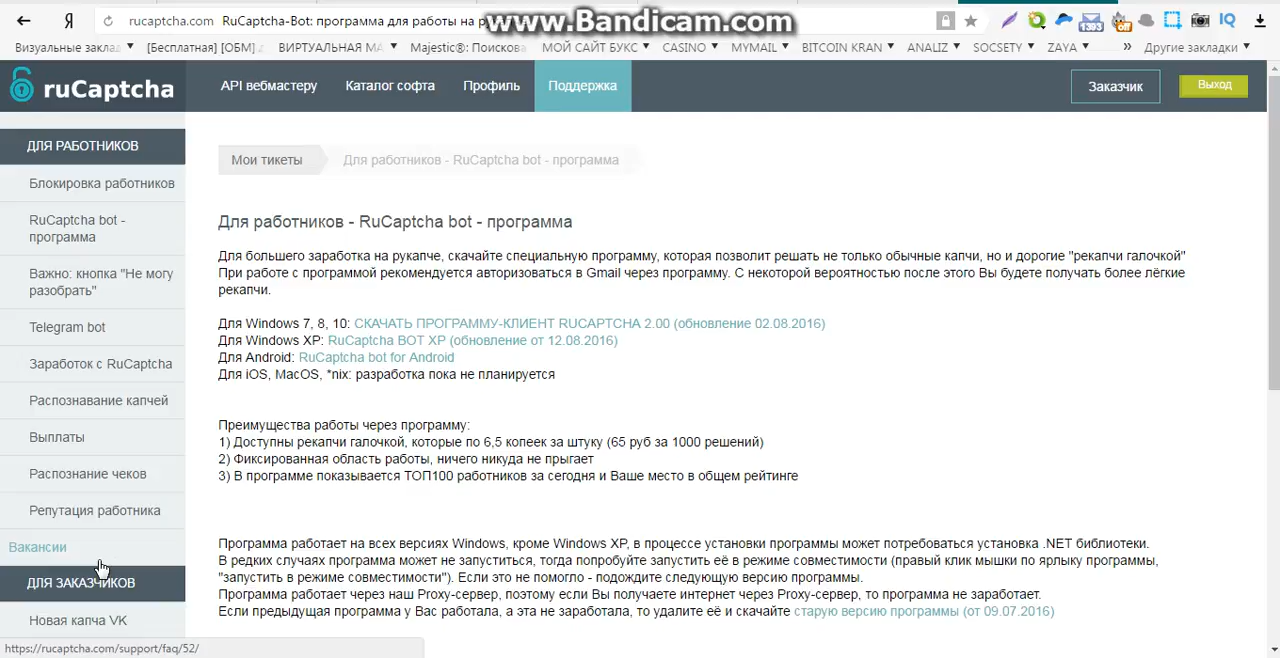 Я rucaptcha.com RuCaptcha-Bot: программа для работы на р
www.Bandicam.com
1393 off IQ
Визуальные заклад [Бесплатная] [ОБМ] ВИРТУАЛЬНАЯ МА Majestic®: Поискова МОЙ САЙТ БУКС CASINO MYMAIL BITCOIN KRAN ANALIZ SOCSETY ZAYA » Другие закладки
ruCaptcha API вебмастеру Каталог софта Профиль Поддержка Заказчик Выход
ДЛЯ РАБОТНИКОВ
Блокировка работников
RuCaptcha bot -
программа
Важно: кнопка "Не могу
разобрать"
Telegram bot
Заработок с RuCaptcha
Распознавание капчей
Выплаты
Распознание чеков
Репутация работника
Вакансии
ДЛЯ ЗАКАЗЧИКОВ
Новая капча VK
https://rucaptcha.com/support/faq/52/
Мои тикеты Для работников - RuCaptcha bot - программа
Для работников - RuCaptcha bot - программа
Для большего заработка на рукапче, скачайте специальную программу, которая позволит решать не только обычные капчи, но и дорогие "рекапчи галочкой"
При работе с программой рекомендуется авторизоваться в Gmail через программу. С некоторой вероятностью после этого Вы будете получать более лёгкие
рекапчи.
Для Windows 7, 8, 10: СКАЧАТЬ ПРОГРАММУ-КЛИЕНТ RUCAPTCHA 2.00 (обновление 02.08.2016)
Для Windows XP: RuCaptcha BOT XP (обновление от 12.08.2016)
Для Android: RuCaptcha bot for Android
Для iOS, MacOS, *nix: разработка пока не планируется
Преимущества работы через программу:
1) Доступны рекапчи галочкой, которые по 6,5 копеек за штуку (65 руб за 1000 решений)
2) Фиксированная область работы, ничего никуда не прыгает
3) В программе показывается ТОП100 работников за сегодня и Ваше место в общем рейтинге
Программа работает на всех версиях Windows, кроме Windows XP, в процессе установки программы может потребоваться установка .NET библиотеки.
В редких случаях программа может не запуститься, тогда попробуйте запустить её в режиме совместимости (правый клик мышки по ярлыку программы,
"запустить в режиме совместимости"). Если это не помогло - подождите следующую версию программы.
Программа работает через наш Proxy-сервер, поэтому если Вы получаете интернет через Proxy-сервер, то программа не заработает.
Если предыдущая программа у Вас работала, а эта не заработала, то удалите её и скачайте старую версию программы (от 09.07.2016)